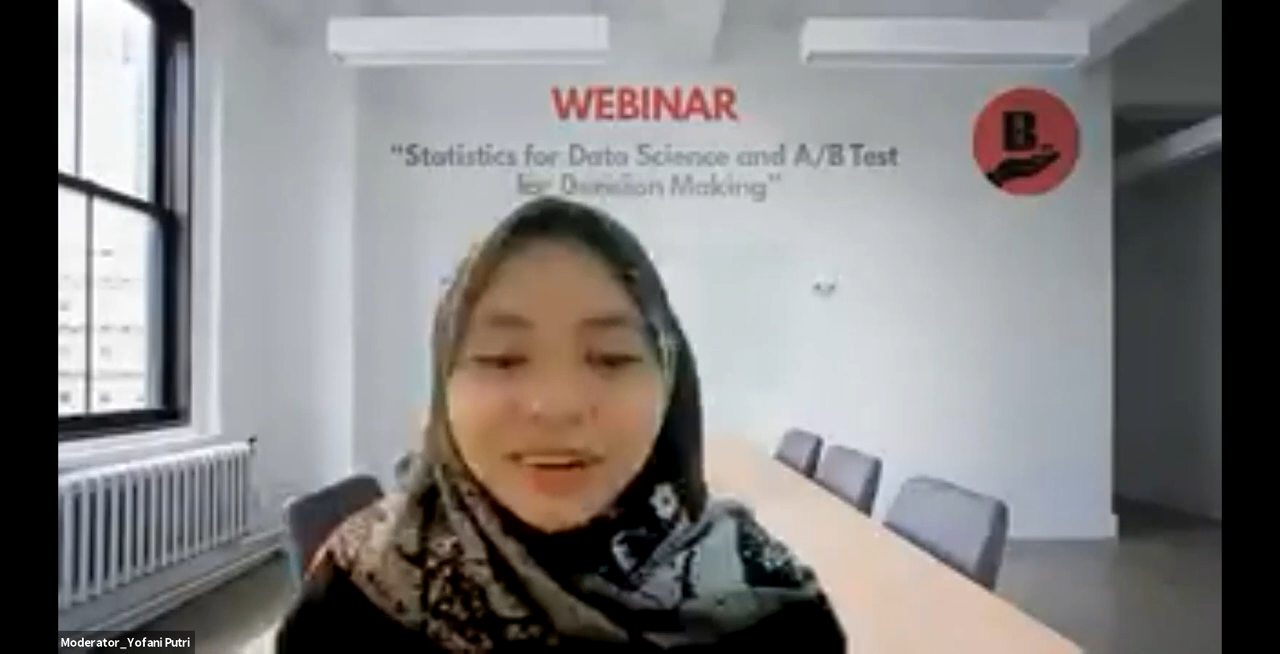 WEBINAR
"Statistics for Data Science and A/B Test
for Decision Making"
B.
Moderator_Yofani Putri